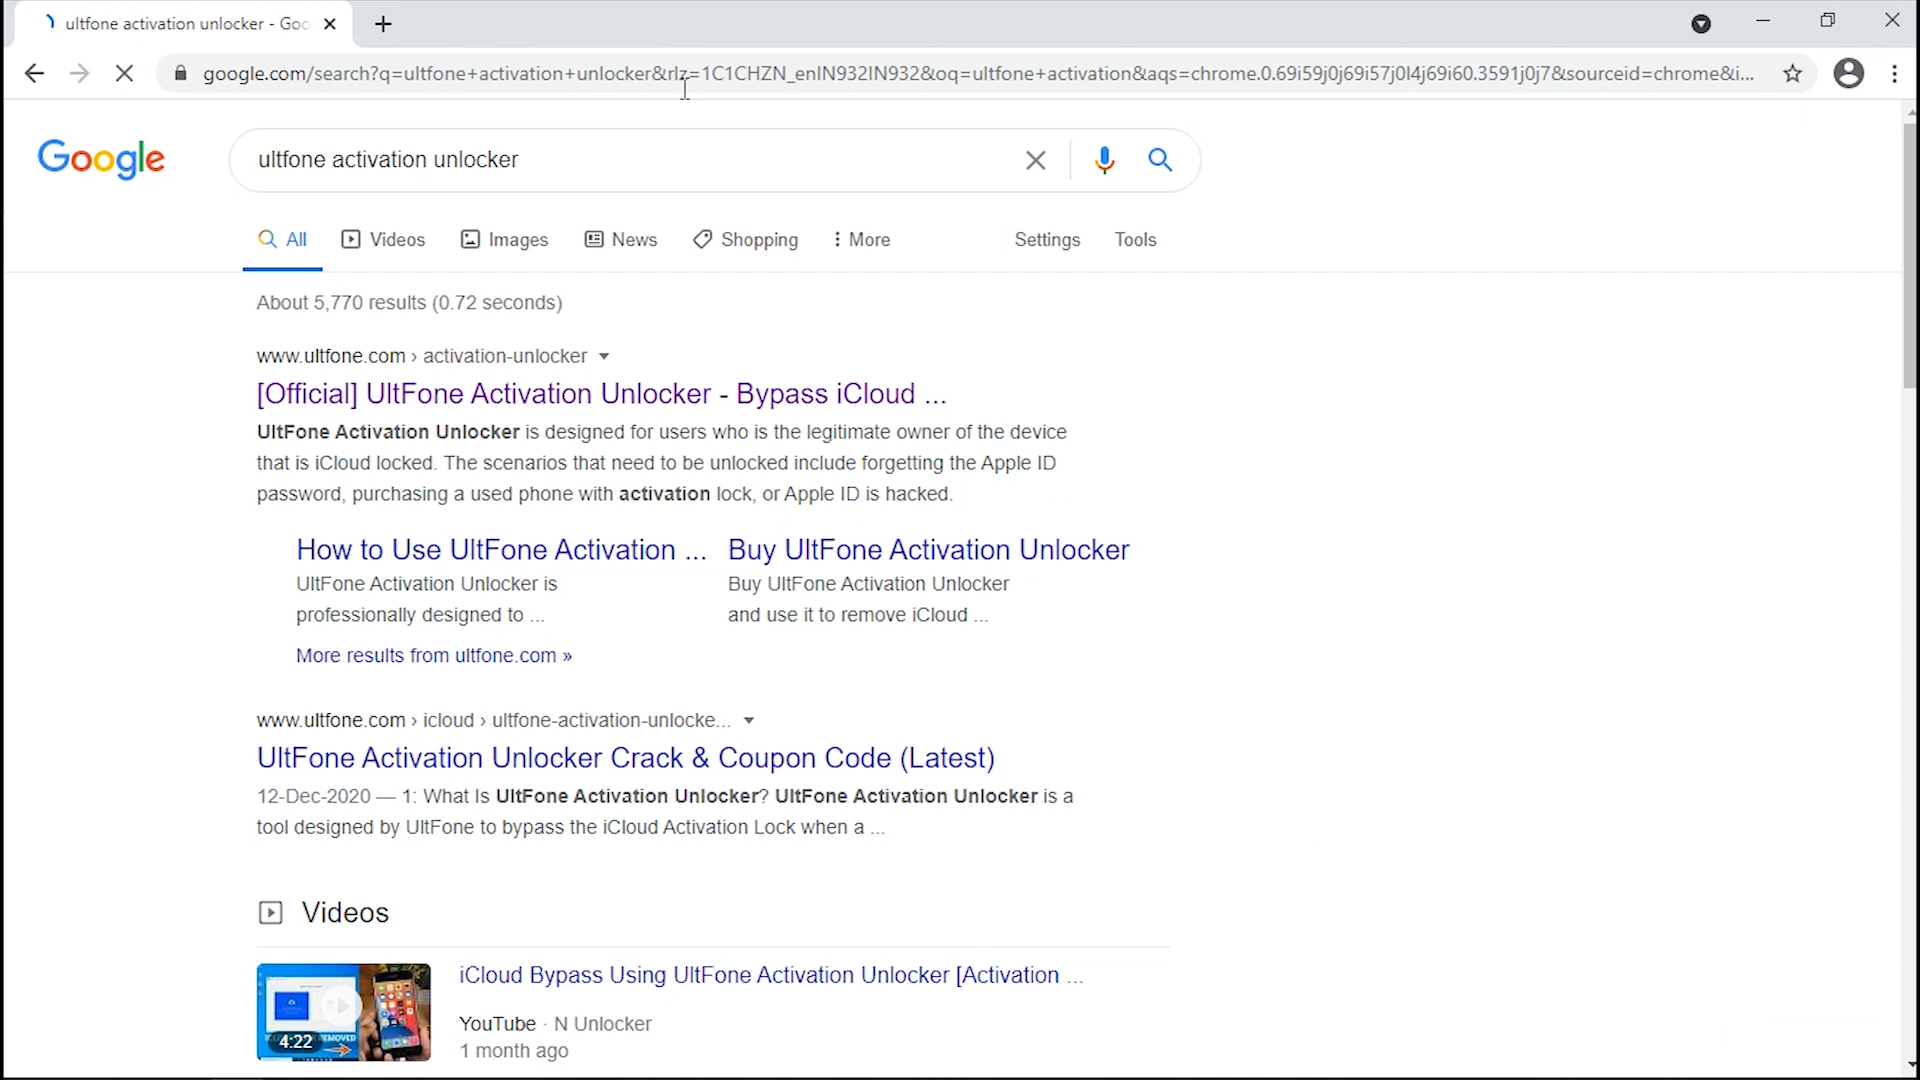 ultfone activation unlocker - Goo
google.com/search?q=ultfone+activation+unlocker&rlz=1C1CHZN_enIN932IN932&oq=ultfone+activation&aqs=chrome.0.69i59j0j69i57j0l4j69i60.3591j0j7&sourceid=chrome&i...
Google
ultfone activation unlocker
All Videos Images News Shopping More Settings Tools
About 5,770 results (0.72 seconds)
www.ultfone.com › activation-unlocker
[Official] UltFone Activation Unlocker - Bypass iCloud ...
UltFone Activation Unlocker is designed for users who is the legitimate owner of the device
that is iCloud locked. The scenarios that need to be unlocked include forgetting the Apple ID
password, purchasing a used phone with activation lock, or Apple ID is hacked.
How to Use UltFone Activation ... Buy UltFone Activation Unlocker
UltFone Activation Unlocker is Buy UltFone Activation Unlocker
professionally designed to ... and use it to remove iCloud ...
More results from ultfone.com »
www.ultfone.com › icloud › ultfone-activation-unlocke...
UltFone Activation Unlocker Crack & Coupon Code (Latest)
12-Dec-2020 — 1: What Is UltFone Activation Unlocker? UltFone Activation Unlocker is a
tool designed by UltFone to bypass the iCloud Activation Lock when a ...
Videos
iCloud Bypass Using UltFone Activation Unlocker [Activation ...
YouTube · N Unlocker
4:22
1 month ago